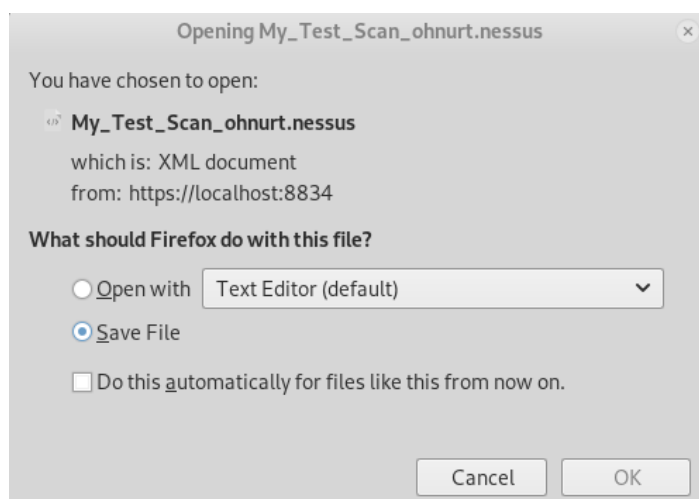 Opening My_Test_Scan_ohnurt.nessus
You have chosen to open:
My_Test_Scan_ohnurt.nessus
which is: XML document
from: https://localhost:8834
What should Firefox do with this file?
Open with Text Editor (default)
Save File
Do this automatically for files like this from now on.
Cancel OK